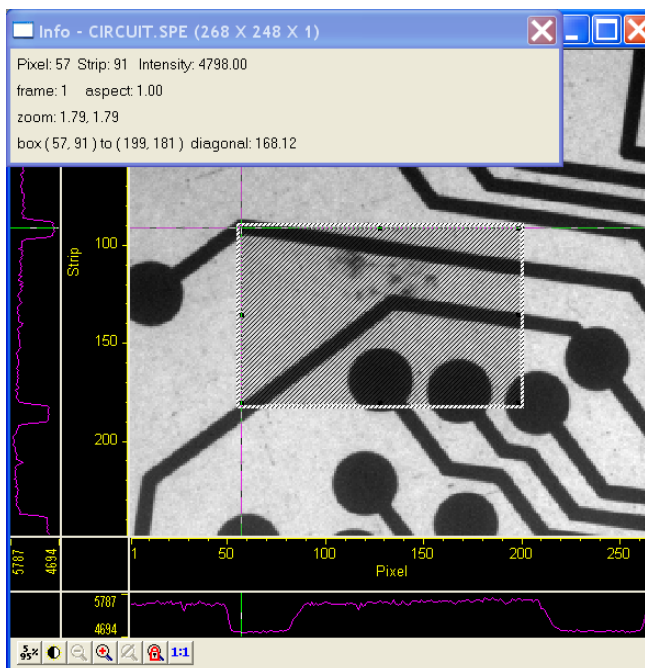 Info - CIRCUIT.SPE (268 X 248 X 1)
Pixel: 57 Strip: 91 Intensity: 4798.00
frame: 1 aspect: 1.00
zoom: 1.79, 1.79
box ( 57, 91 ) to ( 199, 181 ) diagonal: 168.12
Strip
100
150
200
5787
4694
1
50
100
150
200
250
Pixel
5787
4694
5%
95%
1:1